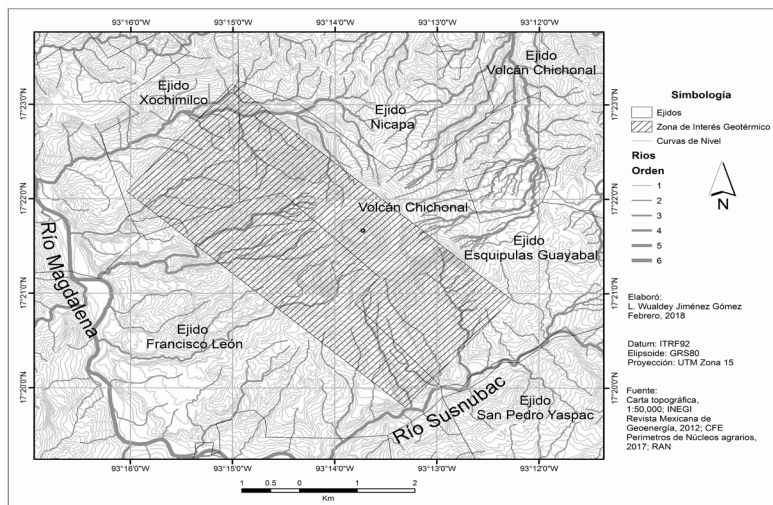 93°16'0"W 93°15'0"W 93°14'0"W 93°13'0"W 93°12'0"W
17°23'0"N
17°22'0"N
17°21'0"N
17°20'0"N
Ejido
Xochimilco
Ejido
Nicapa
Ejido
Volcán Chichonal
Volcán Chichonal
Ejido
Esquipulas Guayabal
Río Magdalena
Ejido
Francisco León
Río Susnubac
Ejido
San Pedro Yaspac
17°23'0"N
17°22'0"N
17°21'0"N
17°20'0"N
93°16'0"W 93°15'0"W 93°14'0"W 93°13'0"W 93°12'0"W
1 0.5 0 1 2
Km
Simbología
Ejidos
Zona de Interés Geotérmico
Curvas de Nivel
Rios
Orden
1
2
3
4
5
6
N
Elaboró:
L. Wualdey Jiménez Gómez
Febrero, 2018
Datum: ITRF92
Elipsoide: GRS80
Proyección: UTM Zona 15
Fuente:
Carta topográfica,
1:50,000; INEGI
Revista Mexicana de
Geoenergía, 2012; CFE
Perimetros de Núcleos agrarios,
2017; RAN